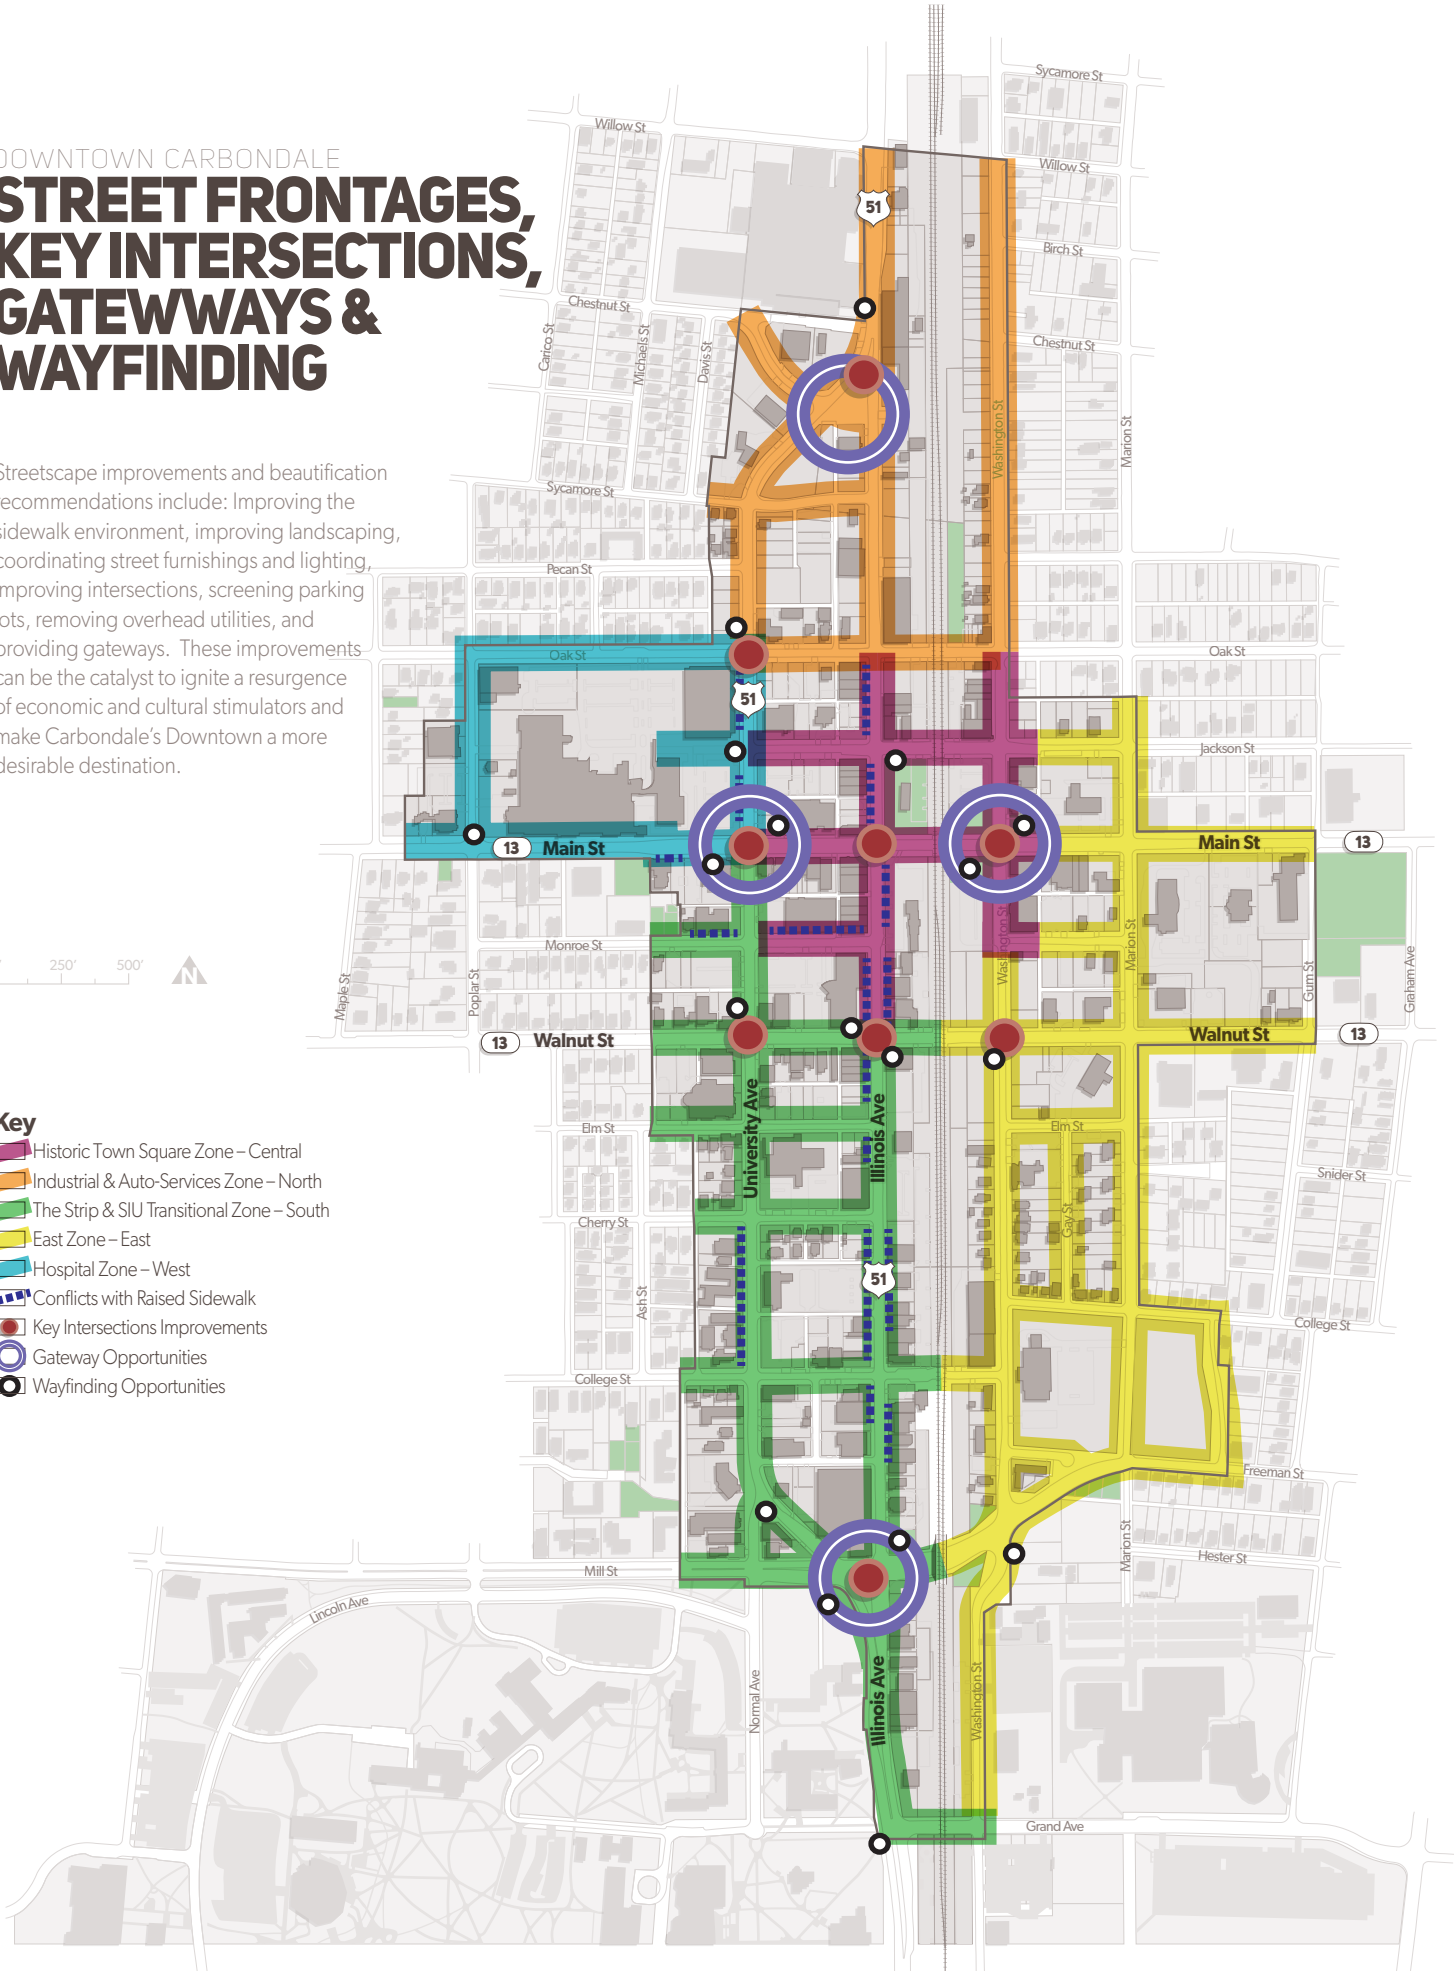 DOWNTOWN CARBONDALE
STREET FRONTAGES,
KEY INTERSECTIONS,
GATEWWAYS &
WAYFINDING
Streetscape improvements and beautification
recommendations include: Improving the
sidewalk environment, improving landscaping,
coordinating street furnishings and lighting,
improving intersections, screening parking
lots, removing overhead utilities, and
providing gateways. These improvements
can be the catalyst to ignite a resurgence
of economic and cultural stimulators and
make Carbondale's Downtown a more
desirable destination.
250'
500'
N
Key
Historic Town Square Zone – Central
Industrial & Auto-Services Zone – North
The Strip & SIU Transitional Zone – South
East Zone – East
Hospital Zone – West
Conflicts with Raised Sidewalk
Key Intersections Improvements
Gateway Opportunities
Wayfinding Opportunities
Sycamore St
Willow St
Willow St
51
Birch St
Chestnut St
Carico St
Michaels St
Davis St
Chestnut St
Washington St
Marion St
Sycamore St
Pecan St
Oak St
Oak St
51
Jackson St
13
Main St
Main St
13
Monroe St
Washington St
Marion St
Gum St
Graham Ave
Maple St
Poplar St
13
Walnut St
Walnut St
13
University Ave
Illinois Ave
Elm St
Elm St
Snider St
Cherry St
Gay St
51
Ash St
College St
College St
Freeman St
Marion St
Hester St
Mill St
Lincoln Ave
Normal Ave
Illinois Ave
Washington St
Grand Ave